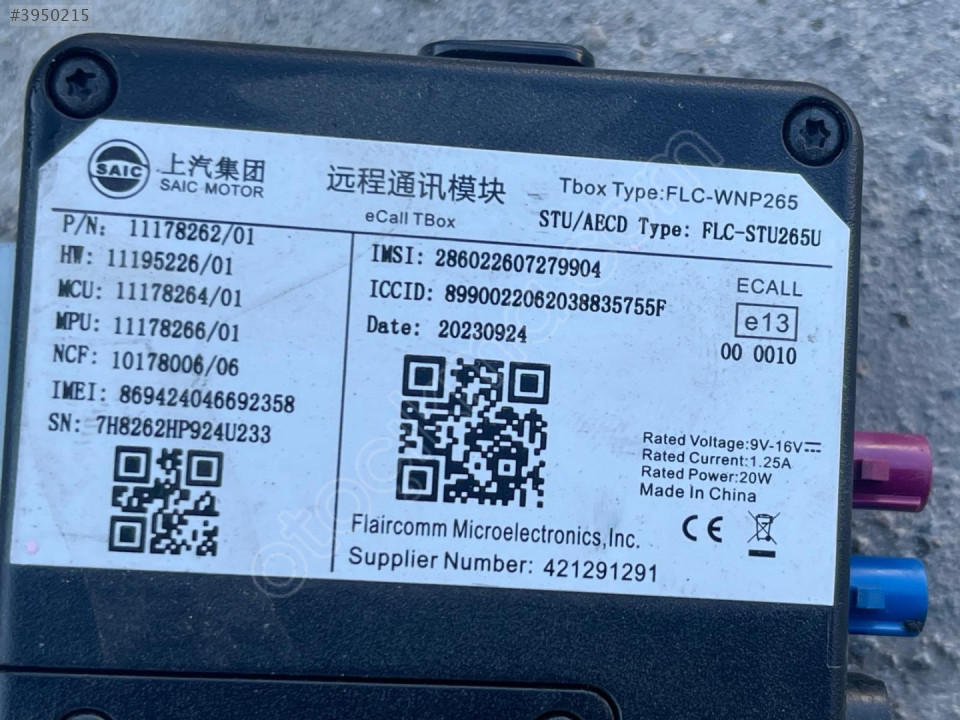 #3950215
SAIC
上汽集团
SAIC MOTOR
远程通讯模块
eCall TBox
Tbox Type:FLC-WNP265
STU/AECD Type: FLC-STU265U
P/N: 11178262/01
HW: 11195226/01
MCU: 11178264/01
MPU: 11178266/01
NCF: 10178006/06
IMEI: 869424046692358
SN: 7H8262HP924U233
IMSI: 286022607279904
ICCID: 89900220620388357​55F
Date: 20230924
ECALL
e13
00 0010
Rated Voltage:9V-16V
Rated Current:1.25A
Rated Power:20W
Made In China
CE
Flaircomm Microelectronics,Inc.
Supplier Number: 421291291